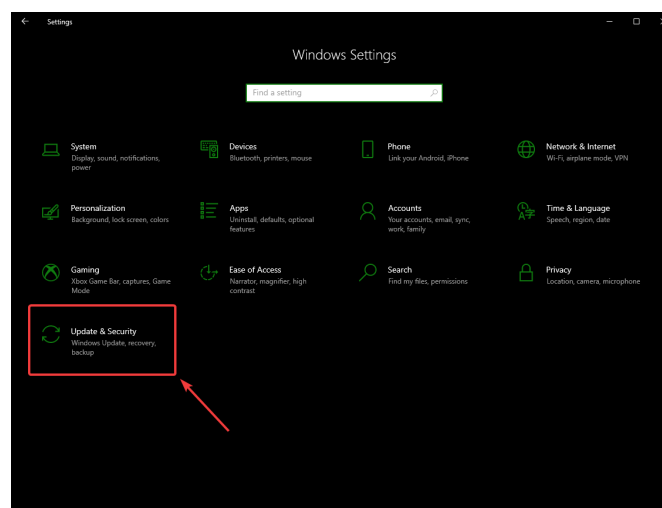 Settings
Windows Settings
Find a setting
System
Display, sound, notifications,
power
Devices
Bluetooth, printers, mouse
Phone
Link your Android, iPhone
Network & Internet
Wi-Fi, airplane mode, VPN
Personalization
Background, lock screen, colors
Apps
Uninstall, defaults, optional
features
Accounts
Your accounts, email, sync,
work, family
Time & Language
Speech, region, date
Gaming
Xbox Game Bar, captures, Game
Mode
Ease of Access
Narrator, magnifier, high
contrast
Search
Find my files, permissions
Privacy
Location, camera, microphone
Update & Security
Windows Update, recovery,
backup